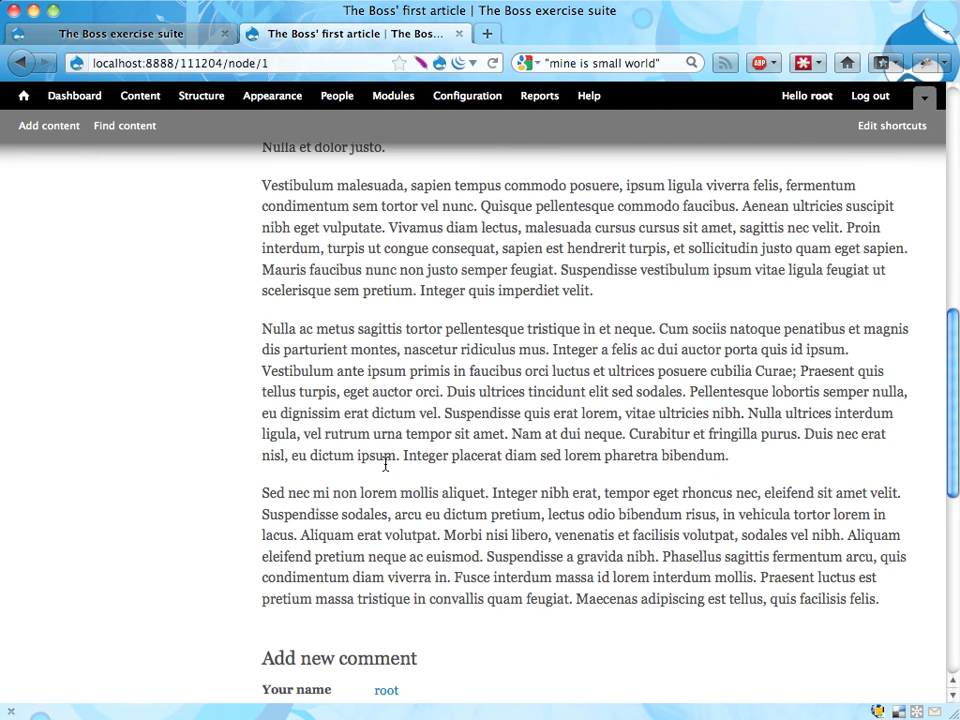 The Boss' first article | The Boss exercise suite
The Boss exercise suite
The Boss' first article | The Bos...
localhost:8888/111204/node/1
"mine is small world"
ABP
Dashboard Content Structure Appearance People Modules Configuration Reports Help Hello root Log out
Add content Find content Edit shortcuts
Nulla et dolor justo.
Vestibulum malesuada, sapien tempus commodo posuere, ipsum ligula viverra felis, fermentum
condimentum sem tortor vel nunc. Quisque pellentesque commodo faucibus. Aenean ultricies suscipit
nibh eget vulputate. Vivamus diam lectus, malesuada cursus cursus sit amet, sagittis nec velit. Proin
interdum, turpis ut congue consequat, sapien est hendrerit turpis, et sollicitudin justo quam eget sapien.
Mauris faucibus nunc non justo semper feugiat. Suspendisse vestibulum ipsum vitae ligula feugiat ut
scelerisque sem pretium. Integer quis imperdiet velit.
Nulla ac metus sagittis tortor pellentesque tristique in et neque. Cum sociis natoque penatibus et magnis
dis parturient montes, nascetur ridiculus mus. Integer a felis ac dui auctor porta quis id ipsum.
Vestibulum ante ipsum primis in faucibus orci luctus et ultrices posuere cubilia Curae; Praesent quis
tellus turpis, eget auctor orci. Duis ultrices tincidunt elit sed sodales. Pellentesque lobortis semper nulla,
eu dignissim erat dictum vel. Suspendisse quis erat lorem, vitae ultricies nibh. Nulla ultrices interdum
ligula, vel rutrum urna tempor sit amet. Nam at dui neque. Curabitur et fringilla purus. Duis nec erat
nisl, eu dictum ipsum. Integer placerat diam sed lorem pharetra bibendum.
Sed nec mi non lorem mollis aliquet. Integer nibh erat, tempor eget rhoncus nec, eleifend sit amet velit.
Suspendisse sodales, arcu eu dictum pretium, lectus odio bibendum risus, in vehicula tortor lorem in
lacus. Aliquam erat volutpat. Morbi nisi libero, venenatis et facilisis volutpat, sodales vel nibh. Aliquam
eleifend pretium neque ac euismod. Suspendisse a gravida nibh. Phasellus sagittis fermentum arcu, quis
condimentum diam viverra in. Fusce interdum massa id lorem interdum mollis. Praesent luctus est
pretium massa tristique in convallis quam feugiat. Maecenas adipiscing est tellus, quis facilisis felis.
Add new comment
Your name root